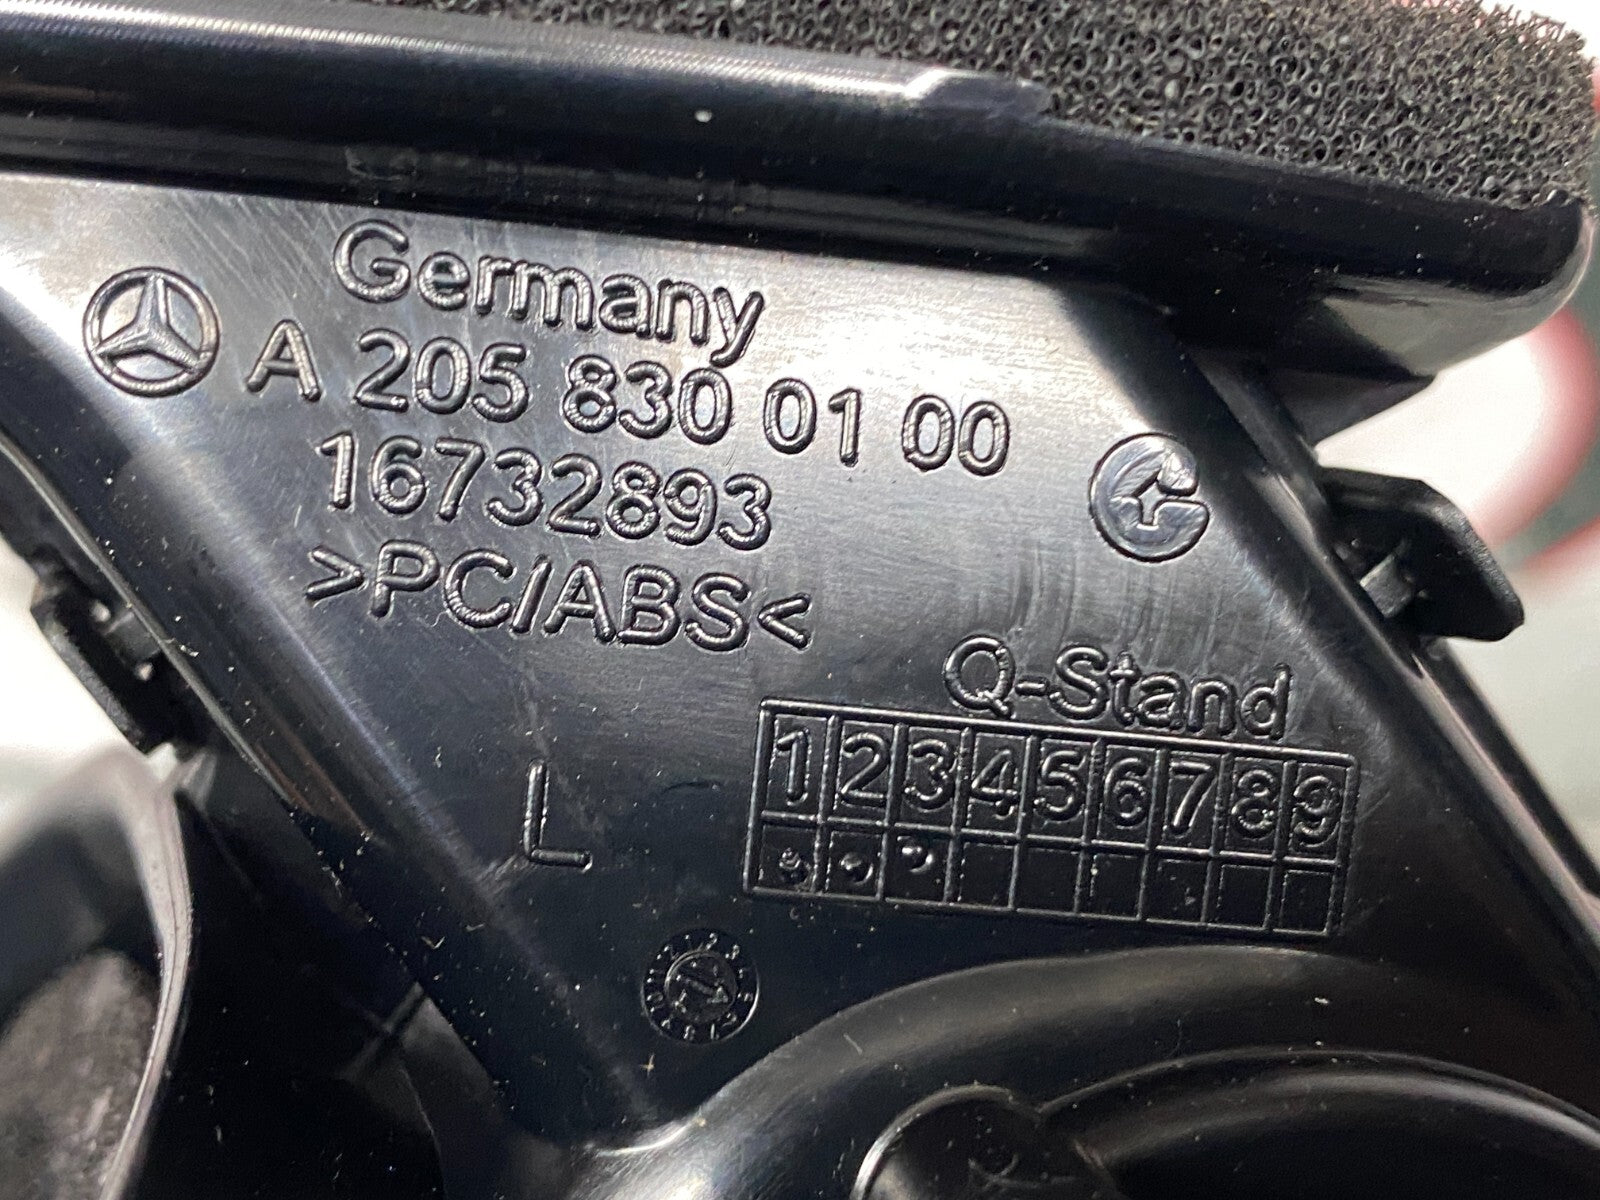 Germany
A 205 830 01 00
16732893
>PC/ABS<
Q-Stand
1 2 3 4 5 6 7 8 9
L